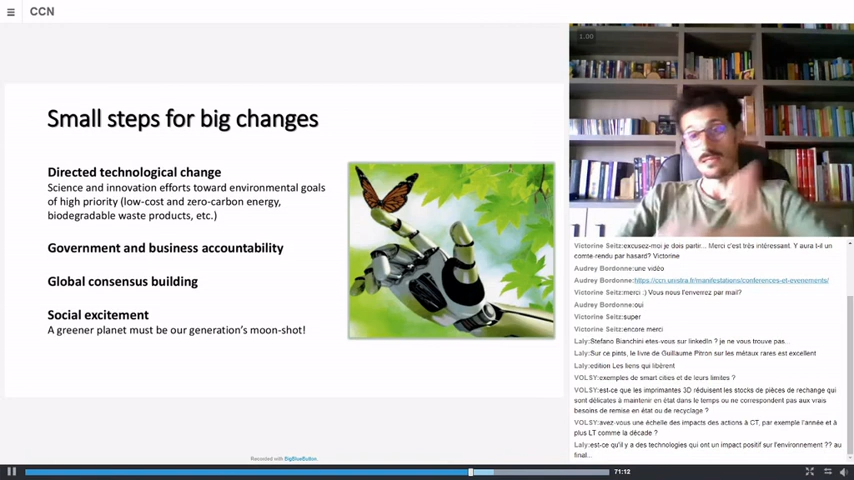 CCN
Small steps for big changes
Directed technological change
Science and innovation efforts toward environmental goals
of high priority (low-cost and zero-carbon energy,
biodegradable waste products, etc.)
Government and business accountability
Global consensus building
Social excitement
A greener planet must be our generation's moon-shot!
Recorded with BigBlueButton.
1.00
Victorine Seitz:excusez-moi je dois partir... Merci c'est très intéressant. Y aura t-il un
comte-rendu par hasard? Victorine
Audrey Bordonne:une vidéo
Audrey Bordonne:https://ccn.unistra.fr/manifestations/conferences-et-evenements/
Victorine Seitz:merci :) Vous nous l'enverrez par mail?
Audrey Bordonne:oui
Victorine Seitz:super
Victorine Seitz:encore merci
Laly:Stefano Bianchini etes-vous sur linkedIn ? je ne vous trouve pas...
Laly:Sur ce pints, le livre de Guillaume Pitron sur les métaux rares est excellent
Laly:edition Les liens qui libèrent
VOLSY:exemples de smart cities et de leurs limites ?
VOLSY:est-ce que les imprimantes 3D réduisent les stocks de pièces de rechange qui
sont délicates à maintenir en état dans le temps ou ne correspondent pas aux vrais
besoins de remise en état ou de recyclage ?
VOLSY:avez-vous une échelle des impacts des actions à CT, par exemple l'année et à
plus LT comme la décade ?
Laly:est-ce qu'il y a des technologies qui ont un impact positif sur l'environnement ?? au
final...
71:12